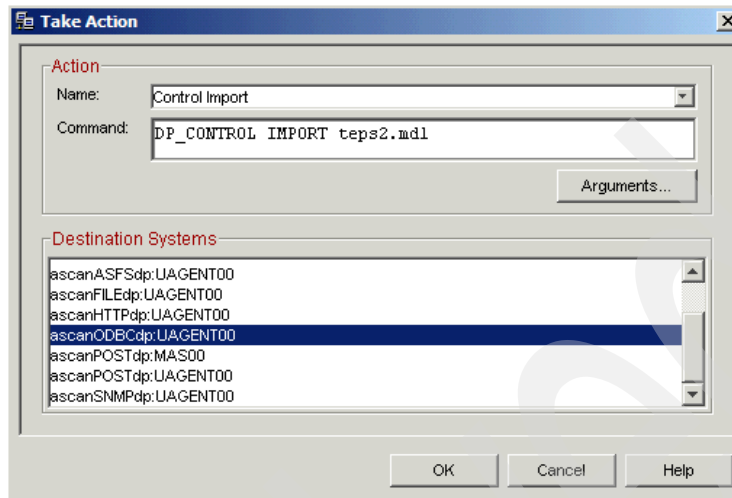 Take Action
Action
Name:
Control Import
Command:
DP_CONTROL IMPORT teps2.mdl
Arguments...
Destination Systems
ascanASFSdp:UAGENT00
ascanFILEdp:UAGENT00
ascanHTTPdp:UAGENT00
ascanODBCdp:UAGENT00
ascanPOSTdp:MAS00
ascanPOSTdp:UAGENT00
ascanSNMPdp:UAGENT00
OK
Cancel
Help